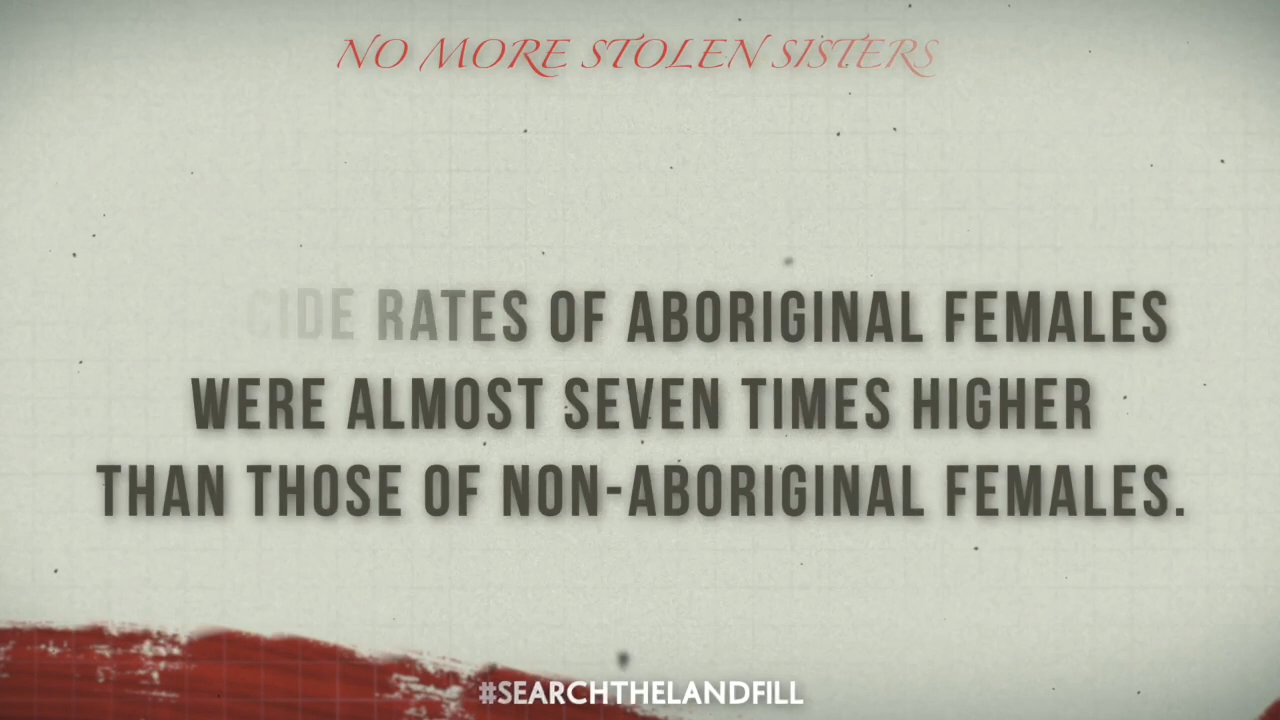 NO MORE STOLEN SISTERS
RATES OF ABORIGINAL FEMALES
WERE ALMOST SEVEN TIMES HIGHER
THAN THOSE OF NON-ABORIGINAL FEMALES.
#SEARCHTHELANDFILL